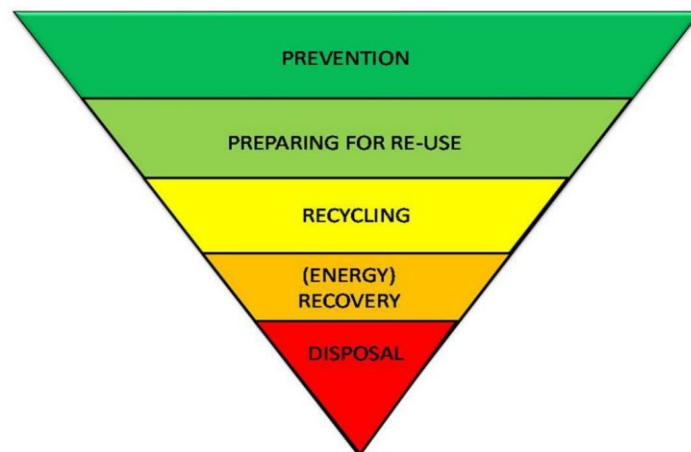 PREVENTION
PREPARING FOR RE-USE
RECYCLING
(ENERGY)
RECOVERY
DISPOSAL